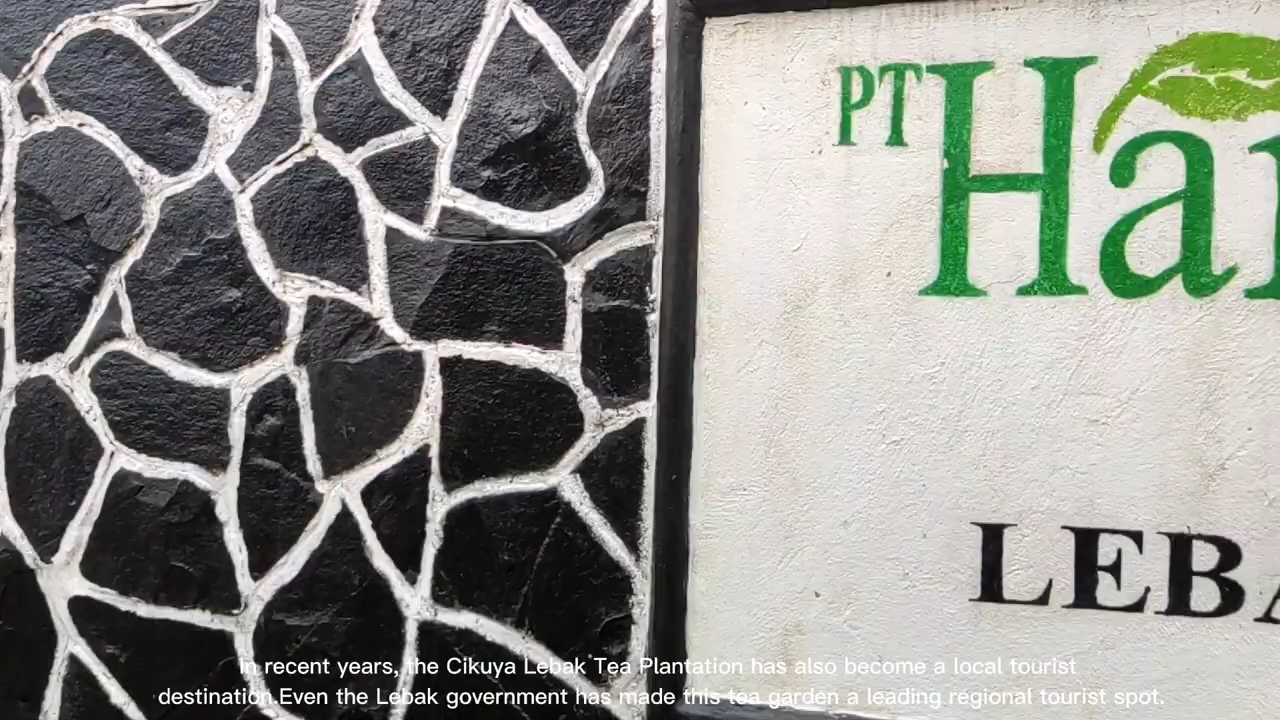 PT Har
LEBA
In recent years, the Cikuya Lebak Tea Plantation has also become a local tourist
destination.Even the Lebak government has made this tea garden a leading regional tourist spot.